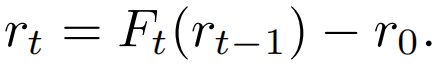 r_t = F_t(r_{t-1}) - r_0.